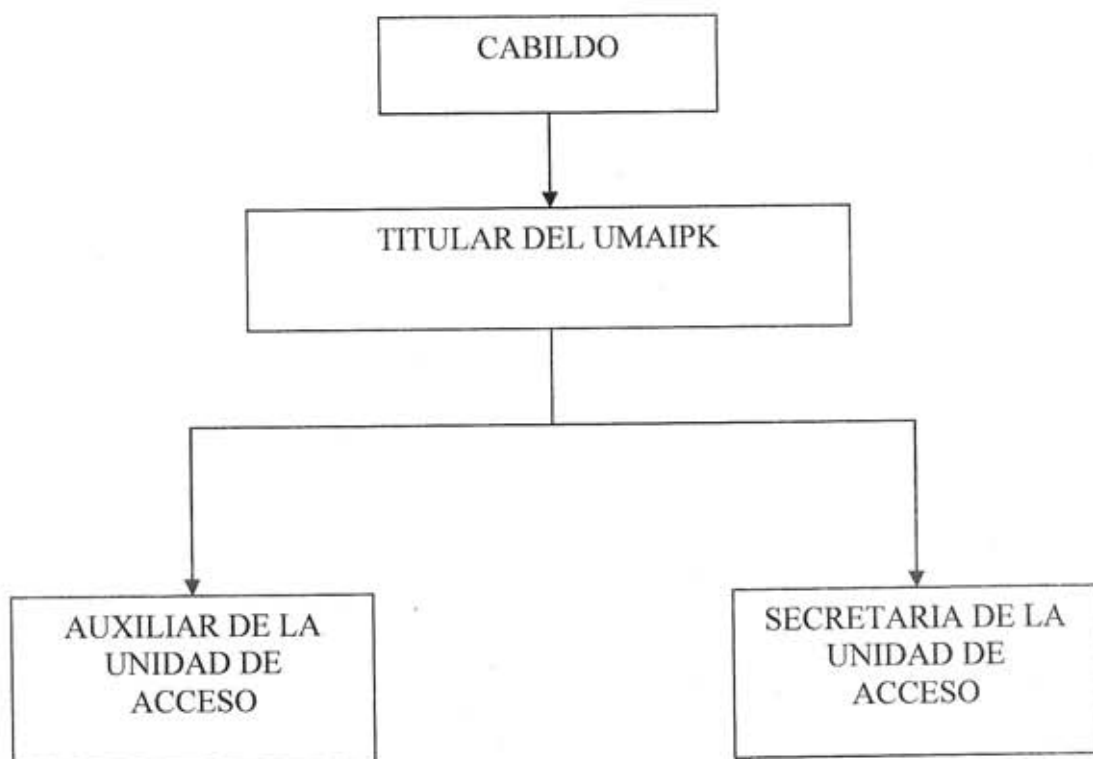 CABILDO
TITULAR DEL UMAIPK
AUXILIAR DE LA
UNIDAD DE
ACCESO
SECRETARIA DE LA
UNIDAD DE
ACCESO